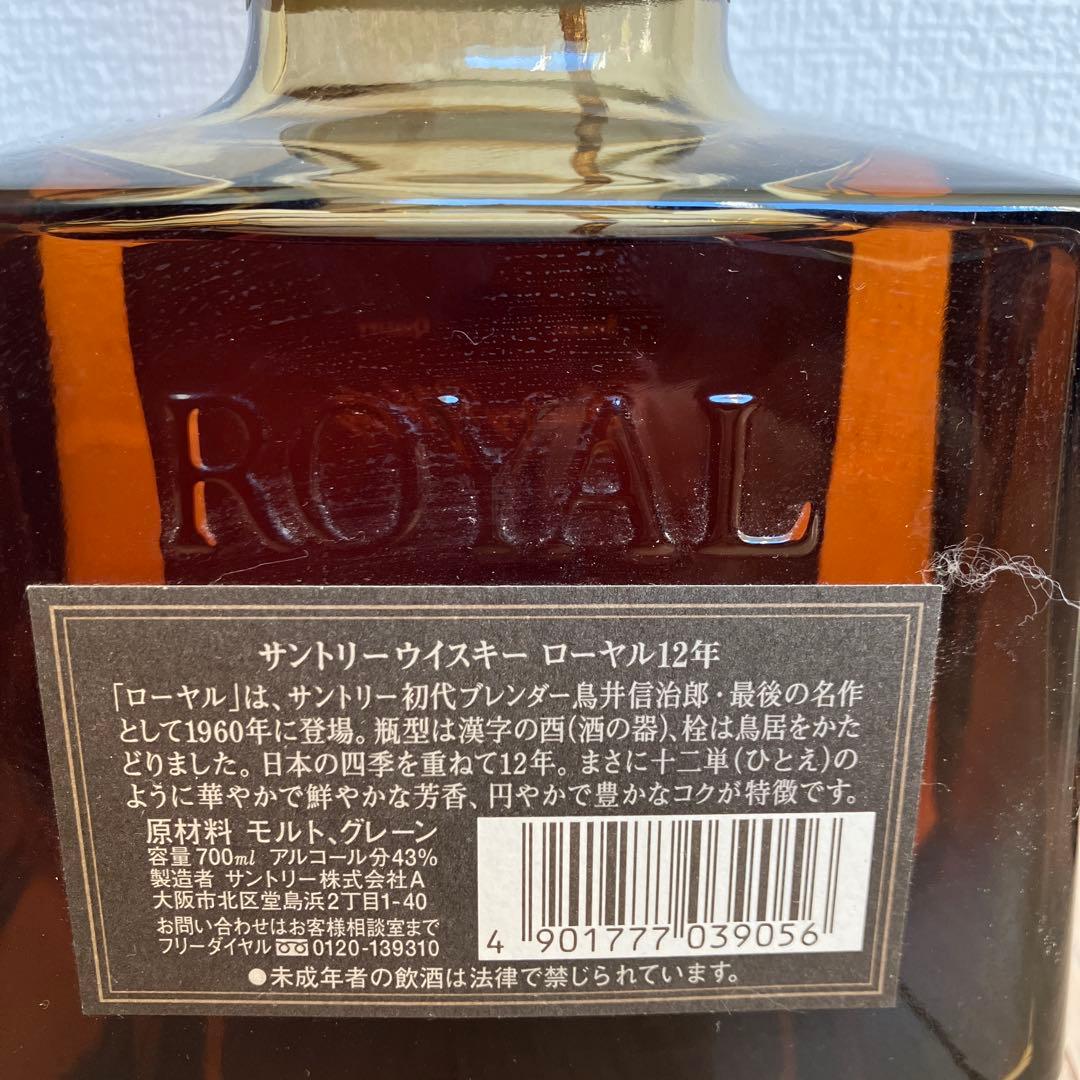 ROYAL
サントリーウイスキー ローヤル12年
「ローヤル」は、サントリー初代ブレンダー鳥井信治郎・最後の名作
として1960年に登場。瓶型は漢字の酉(酒の器)、栓は鳥居をかた
どりました。日本の四季を重ねて12年。まさに十二単(ひとえ)の
ように華やかで鮮やかな芳香、円やかで豊かなコクが特徴です。
原材料 モルト、グレーン
容量700ml アルコール分43%
製造者 サントリー株式会社A
大阪市北区堂島浜2丁目1-40
お問い合わせはお客様相談室まで
フリーダイヤル 0120-139310
4 901777 039056
●未成年者の飲酒は法律で禁じられています。